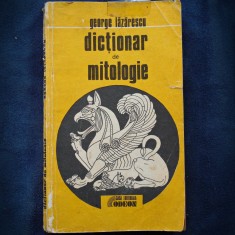 george lăzărescu
dicționar
de
mitologie
ODEON